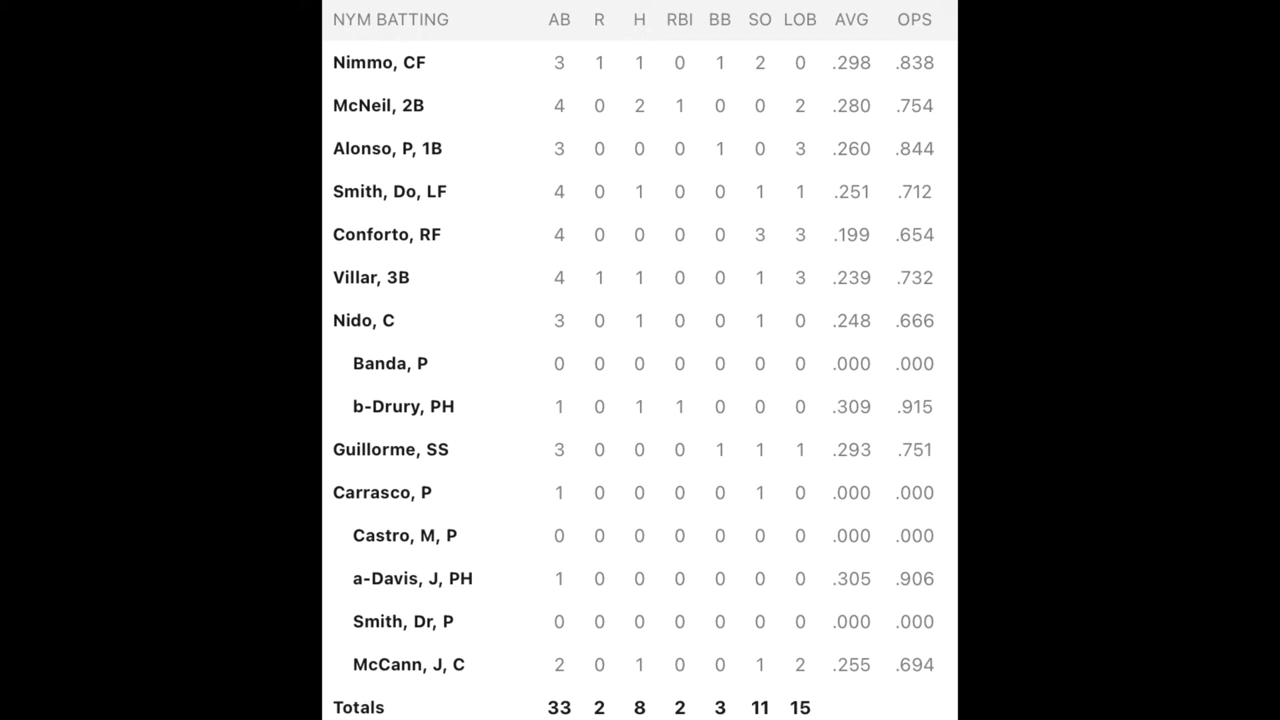 NYM BATTING AB R H RBI BB SO LOB AVG OPS
Nimmo, CF 3 1 1 0 1 2 0 .298 .838
McNeil, 2B 4 0 2 1 0 0 2 .280 .754
Alonso, P, 1B 3 0 0 0 1 0 3 .260 .844
Smith, Do, LF 4 0 1 0 0 1 1 .251 .712
Conforto, RF 4 0 0 0 0 3 3 .199 .654
Villar, 3B 4 1 1 0 0 1 3 .239 .732
Nido, C 3 0 1 0 0 1 0 .248 .666
Banda, P 0 0 0 0 0 0 0 .000 .000
b-Drury, PH 1 0 1 1 0 0 0 .309 .915
Guillorme, SS 3 0 0 0 1 1 1 .293 .751
Carrasco, P 1 0 0 0 0 1 0 .000 .000
Castro, M, P 0 0 0 0 0 0 0 .000 .000
a-Davis, J, PH 1 0 0 0 0 0 0 .305 .906
Smith, Dr, P 0 0 0 0 0 0 0 .000 .000
McCann, J, C 2 0 1 0 0 1 2 .255 .694
Totals 33 2 8 2 3 11 15